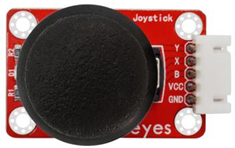 Joystick
R2
D1
R1
Y
X
B
VCC
GND
eyes